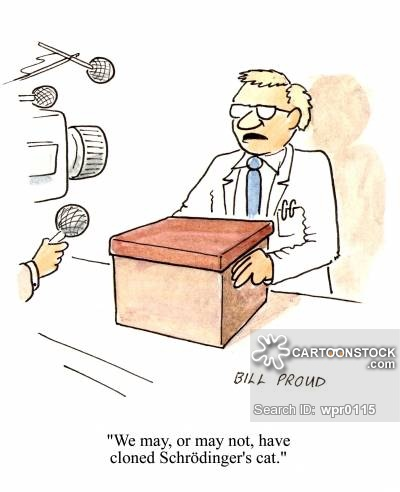 CARTOONSTOCK
.com
BILL PROUD
Search ID: wpr0115
"We may, or may not, have
cloned Schrödinger's cat."